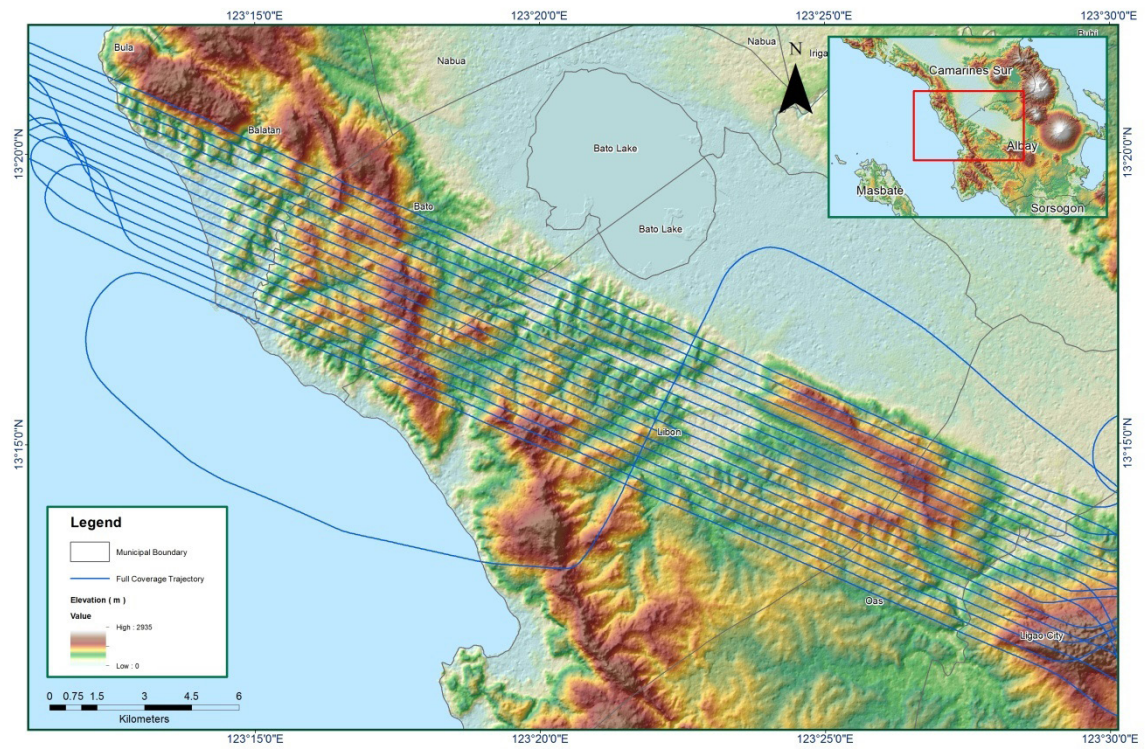 123°15'0"E
123°20'0"E
123°25'0"E
123°30'0"E
Bula
Nabua
Nabua
N
Iriga
Buhi
Camarines Sur
Albay
Masbate
Sorsogon
13°20'0"N
13°20'0"N
Balatan
Bato Lake
Bato
Bato Lake
13°15'0"N
13°15'0"N
Libon
Oas
Ligao City
Legend
Municipal Boundary
Full Coverage Trajectory
Elevation ( m )
Value
High : 2935
Low : 0
0 0.75 1.5 3 4.5 6
Kilometers
123°15'0"E
123°20'0"E
123°25'0"E
123°30'0"E